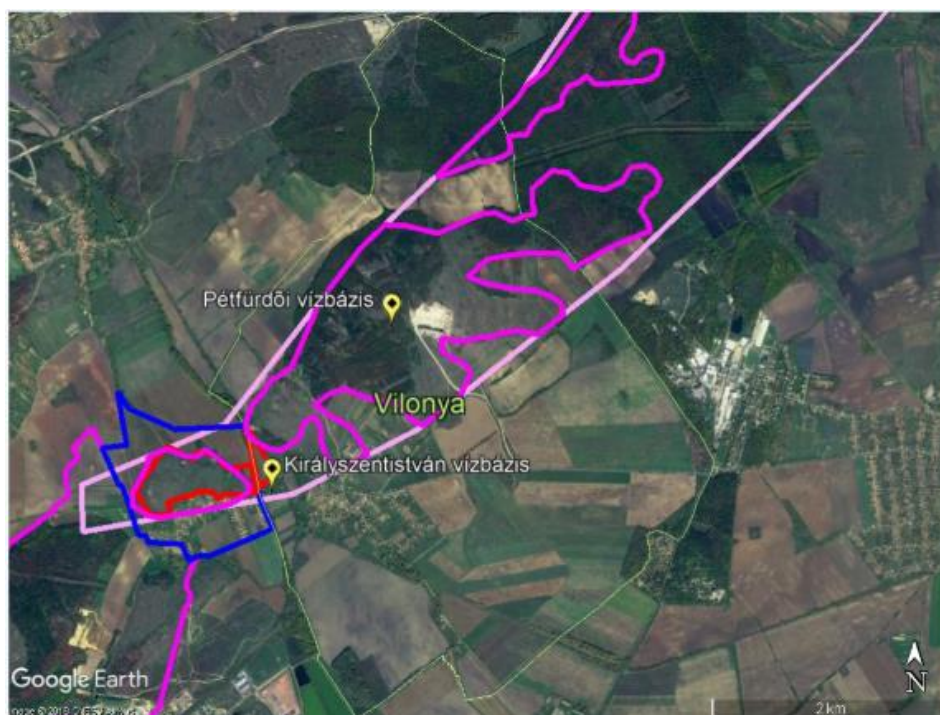 Pétfürdői vízbázis
Vilonya
Királyszentistván vízbázis
Google Earth
N
2 km